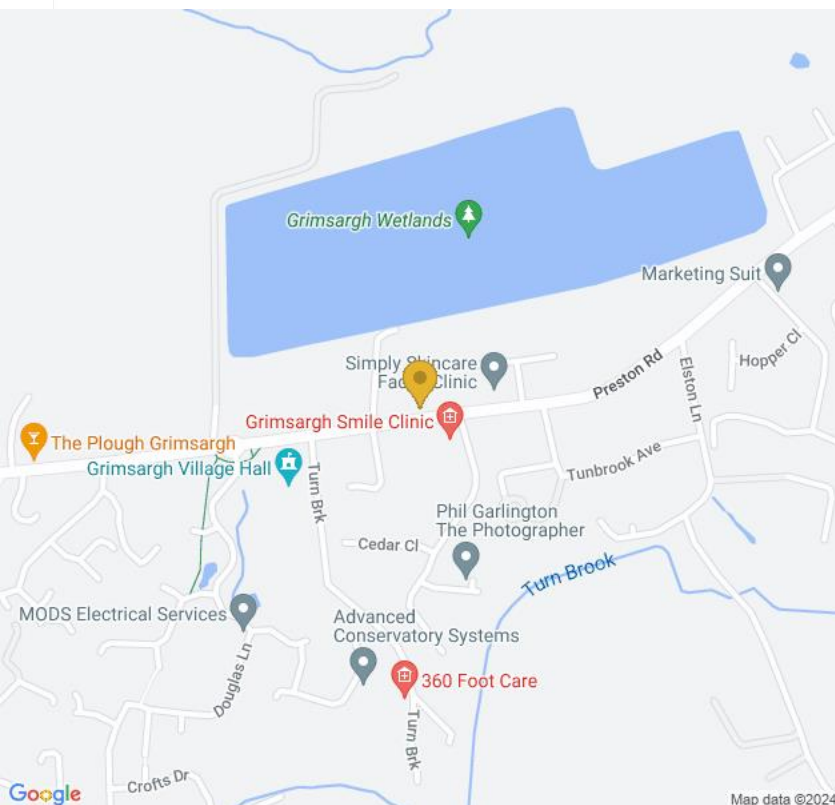 Grimsargh Wetlands
Marketing Suit
Simply Skincare
Clinic
Hopper Cl
Preston Rd
Elston Ln
Grimsargh Smile Clinic
The Plough Grimsargh
Grimsargh Village Hall
Turn Brk
Tunbrook Ave
Phil Garlington
The Photographer
Cedar Cl
Turn Brook
MODS Electrical Services
Advanced
Conservatory Systems
Douglas Ln
360 Foot Care
Turn Brk
Crofts Dr
Google
Map data ©2024